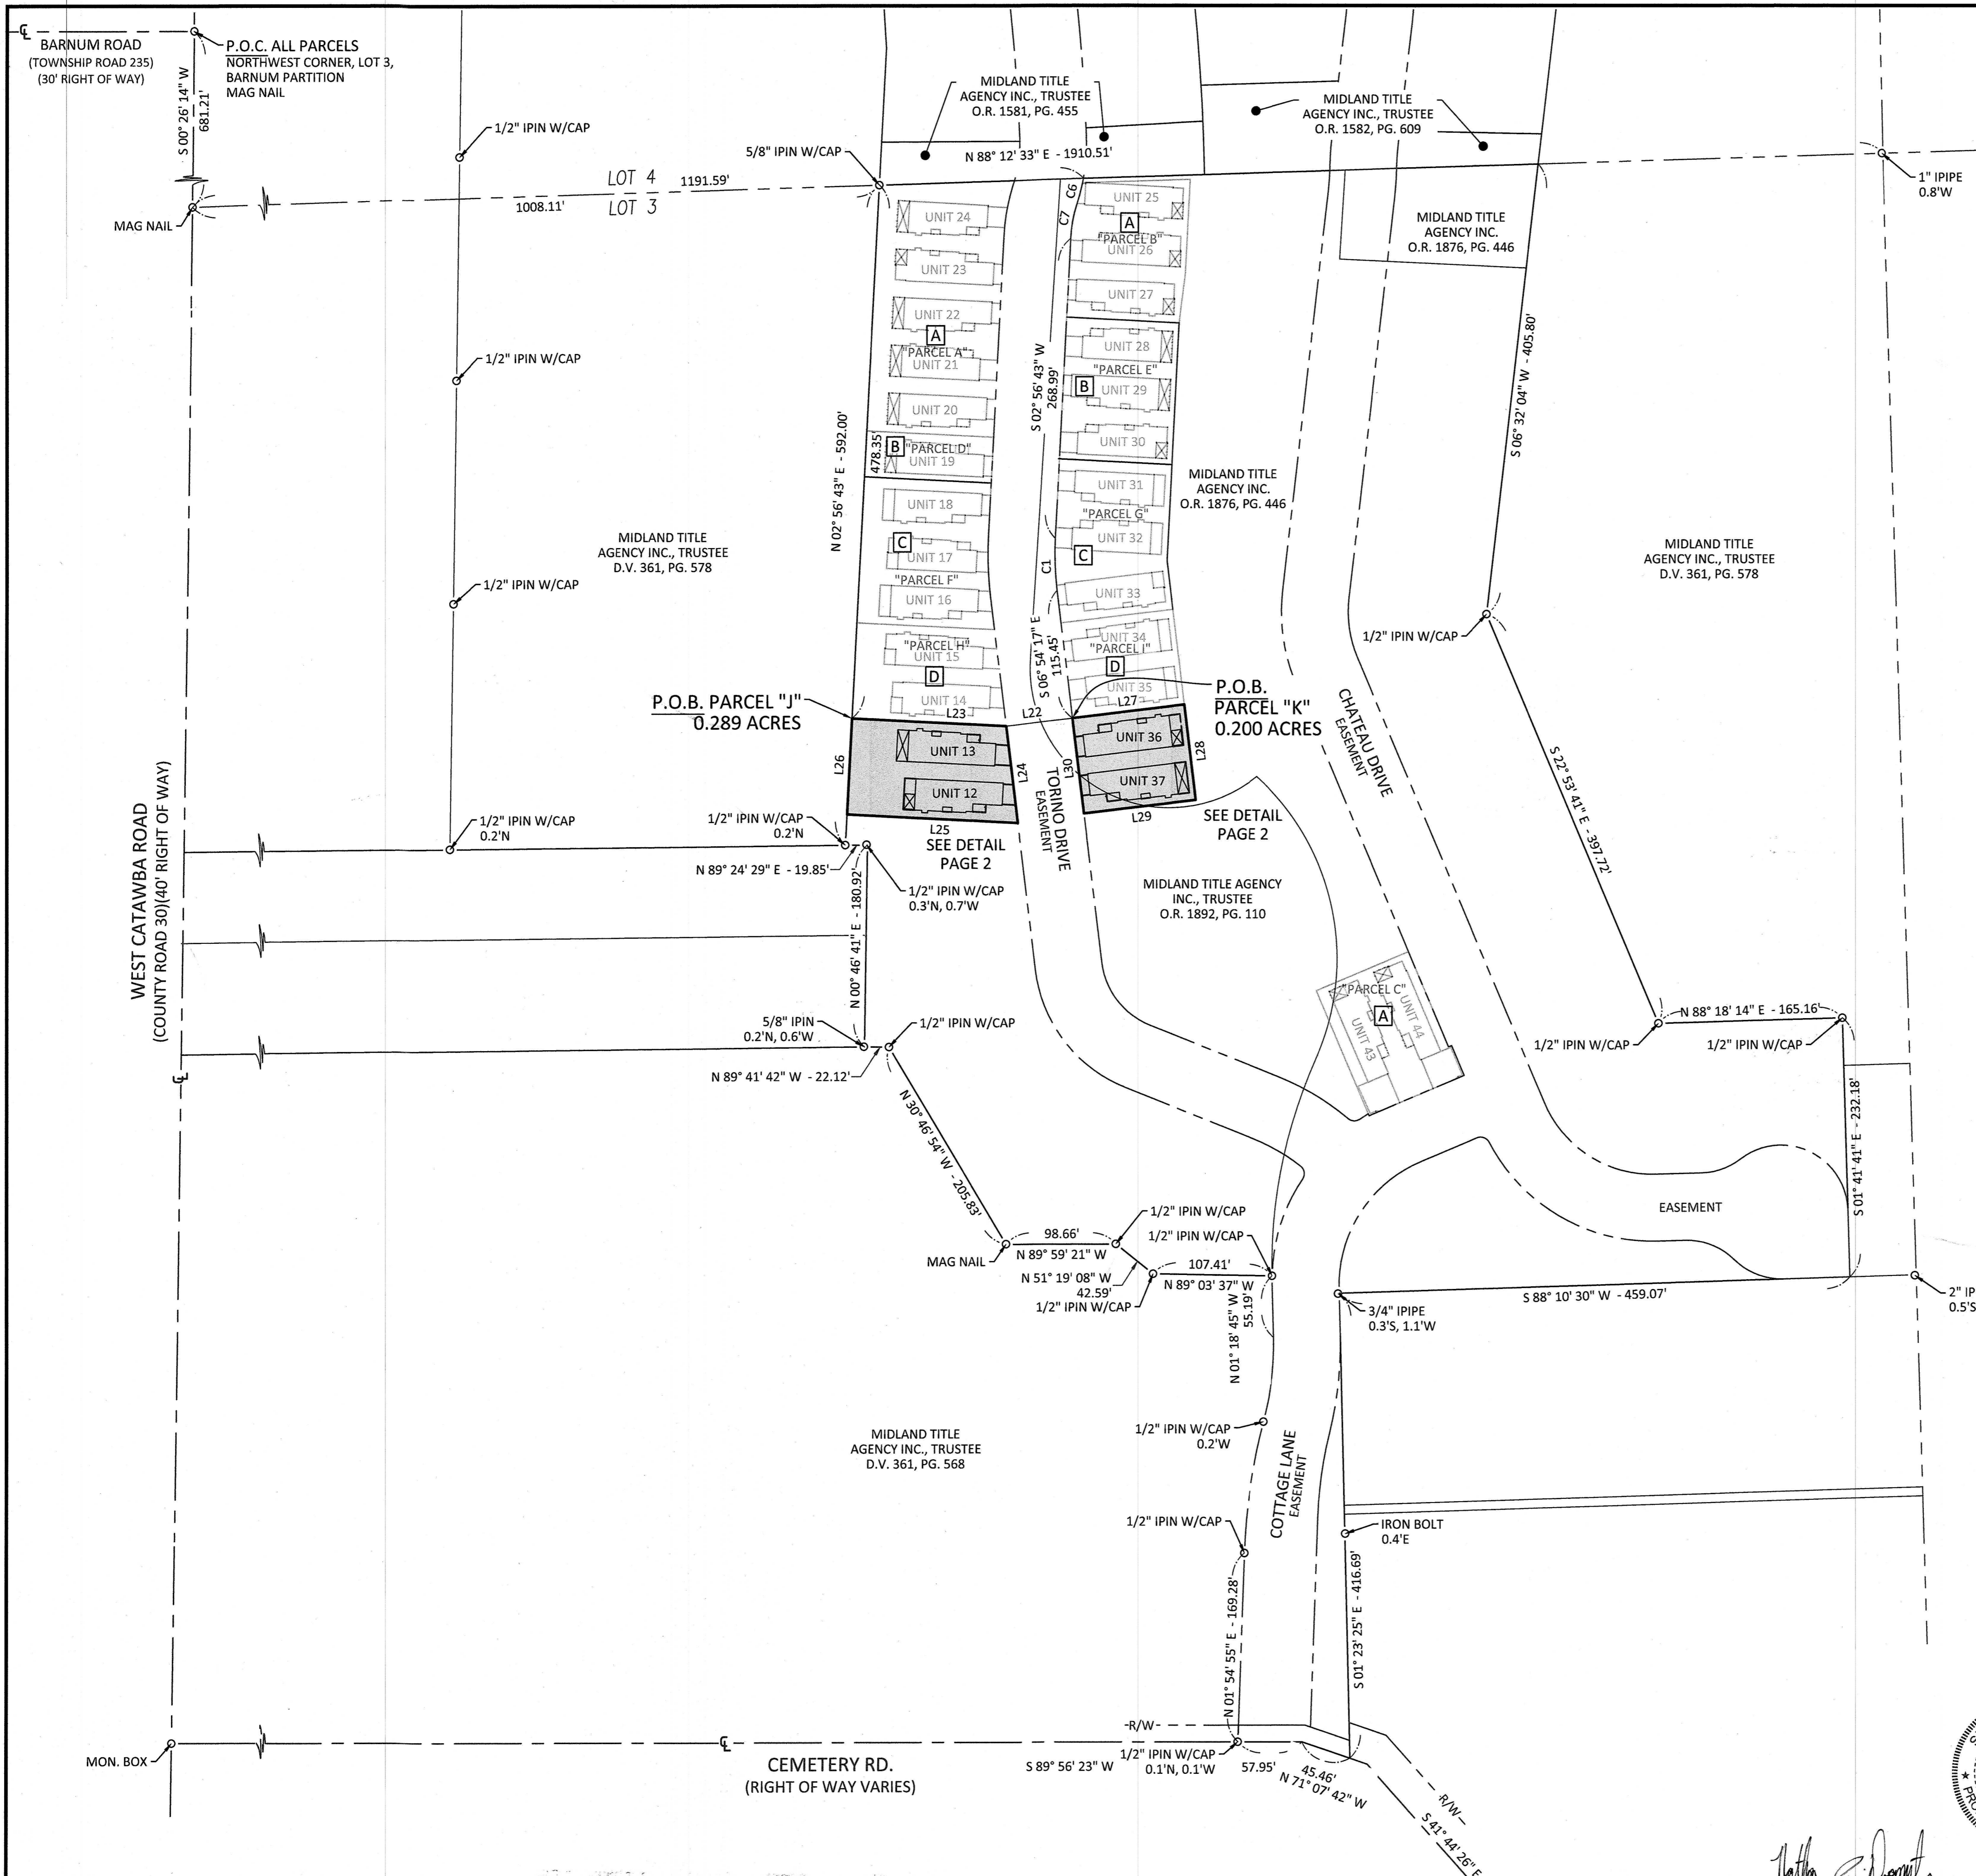 BARNUM ROAD
(TOWNSHIP ROAD 235)
(30' RIGHT OF WAY)
P.O.C. ALL PARCELS
NORTHWEST CORNER, LOT 3,
BARNUM PARTITION
MAG NAIL
S 00° 26' 14" W
681.21'
MAG NAIL
1/2" IPIN W/CAP
1/2" IPIN W/CAP
1/2" IPIN W/CAP
5/8" IPIN W/CAP
LOT 4
1191.59'
1008.11'
LOT 3
MIDLAND TITLE
AGENCY INC., TRUSTEE
O.R. 1581, PG. 455
N 88° 12' 33" E - 1910.51'
MIDLAND TITLE
AGENCY INC., TRUSTEE
O.R. 1582, PG. 609
1" IPIPE
0.8'W
MIDLAND TITLE
AGENCY INC.
O.R. 1876, PG. 446
UNIT 24
UNIT 23
UNIT 22
A
"PARCEL A"
UNIT 21
UNIT 20
B
"PARCEL D"
UNIT 19
UNIT 18
C
UNIT 17
"PARCEL F"
UNIT 16
"PARCEL H"
UNIT 15
D
UNIT 14
C6
C7
UNIT 25
A
"PARCEL B"
UNIT 26
UNIT 27
UNIT 28
"PARCEL E"
B
UNIT 29
UNIT 30
UNIT 31
"PARCEL G"
UNIT 32
C
UNIT 33
UNIT 34
"PARCEL I"
D
UNIT 35
N 02° 56' 43" E - 592.00'
478.35'
S 02° 56' 43" W
268.99'
C1
S 06° 54' 17" E
115.45'
MIDLAND TITLE
AGENCY INC.
O.R. 1876, PG. 446
S 06° 32' 04" W - 405.80'
MIDLAND TITLE
AGENCY INC., TRUSTEE
D.V. 361, PG. 578
MIDLAND TITLE
AGENCY INC., TRUSTEE
D.V. 361, PG. 578
1/2" IPIN W/CAP
P.O.B. PARCEL "J"
0.289 ACRES
P.O.B.
PARCEL "K"
0.200 ACRES
L23
L22
L27
L26
L24
L30
L28
L25
L29
UNIT 13
UNIT 12
UNIT 36
UNIT 37
TORINO DRIVE
EASEMENT
CHATEAU DRIVE
EASEMENT
S 22° 53' 41" E - 397.72'
SEE DETAIL
PAGE 2
SEE DETAIL
PAGE 2
1/2" IPIN W/CAP
0.2'N
1/2" IPIN W/CAP
0.2'N
N 89° 24' 29" E - 19.85'
1/2" IPIN W/CAP
0.3'N, 0.7'W
N 00° 46' 41" E - 180.92'
MIDLAND TITLE AGENCY
INC., TRUSTEE
O.R. 1892, PG. 110
WEST CATAWBA ROAD
(COUNTY ROAD 30)(40' RIGHT OF WAY)
5/8" IPIN
0.2'N, 0.6'W
1/2" IPIN W/CAP
N 89° 41' 42" W - 22.12'
N 30° 46' 54" W - 205.83'
"PARCEL C"
A
UNIT 43
UNIT 44
N 88° 18' 14" E - 165.16'
1/2" IPIN W/CAP
1/2" IPIN W/CAP
S 01° 41' 41" E - 232.18'
EASEMENT
MAG NAIL
98.66'
N 89° 59' 21" W
1/2" IPIN W/CAP
1/2" IPIN W/CAP
N 51° 19' 08" W
42.59'
1/2" IPIN W/CAP
107.41'
N 89° 03' 37" W
N 01° 18' 45" W
55.19'
3/4" IPIPE
0.3'S, 1.1'W
S 88° 10' 30" W - 459.07'
2" IP
0.5'S
MIDLAND TITLE
AGENCY INC., TRUSTEE
D.V. 361, PG. 568
1/2" IPIN W/CAP
0.2'W
COTTAGE LANE
EASEMENT
1/2" IPIN W/CAP
IRON BOLT
0.4'E
N 01° 54' 55" E - 169.28'
S 01° 23' 25" E - 416.69'
R/W
MON. BOX
CEMETERY RD.
(RIGHT OF WAY VARIES)
S 89° 56' 23" W
1/2" IPIN W/CAP
0.1'N, 0.1'W
57.95'
45.46'
N 71° 07' 42" W
R/W
S 41° 44' 26" E